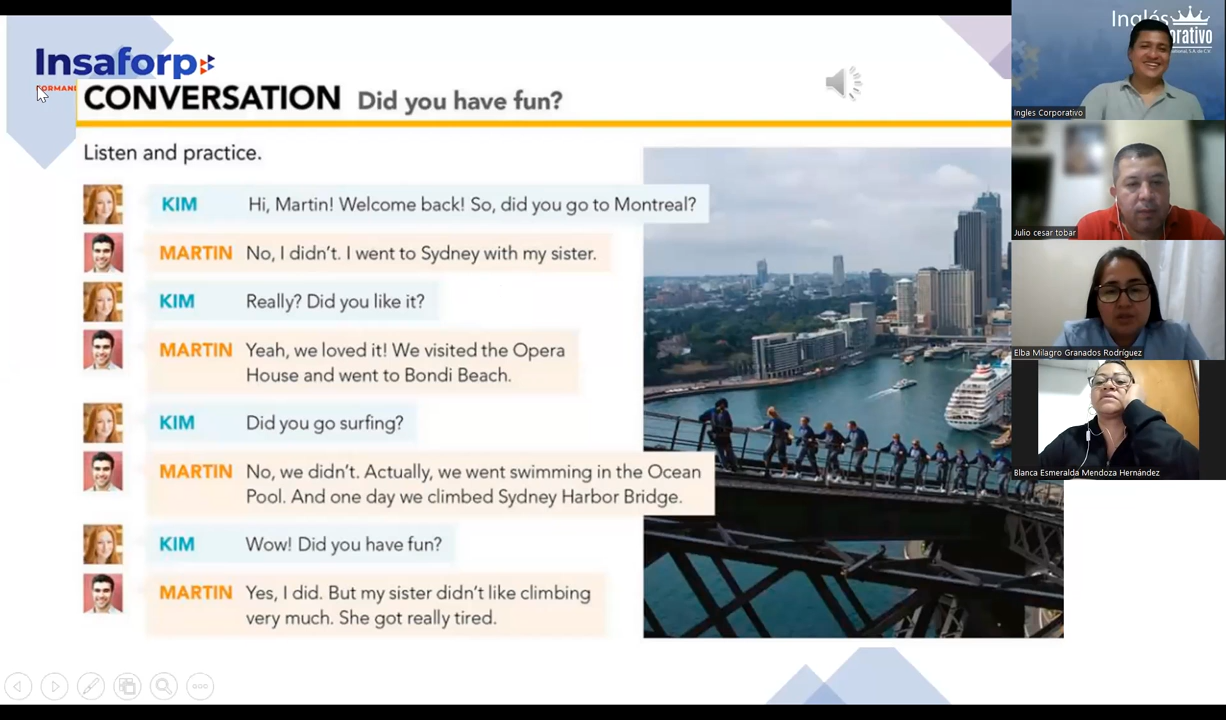 Insaforp
CONVERSATION Did you have fun?
Listen and practice.
KIM Hi, Martin! Welcome back! So, did you go to Montreal?
MARTIN No, I didn't. I went to Sydney with my sister.
KIM Really? Did you like it?
MARTIN Yeah, we loved it! We visited the Opera
House and went to Bondi Beach.
KIM Did you go surfing?
MARTIN No, we didn't. Actually, we went swimming in the Ocean
Pool. And one day we climbed Sydney Harbor Bridge.
KIM Wow! Did you have fun?
MARTIN Yes, I did. But my sister didn't like climbing
very much. She got really tired.
Inglés
Ingles Corporativo
Julio cesar tobar
Elba Milagro Granados Rodríguez
Blanca Esmeralda Mendoza Hernández